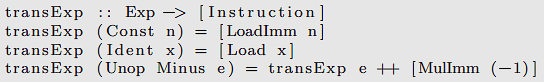 transExp :: Exp -> [Instruction]
transExp (Const n) = [LoadImm n]
transExp (Ident x) = [Load x]
transExp (Unop Minus e) = transExp e ++ [MulImm (-1)]